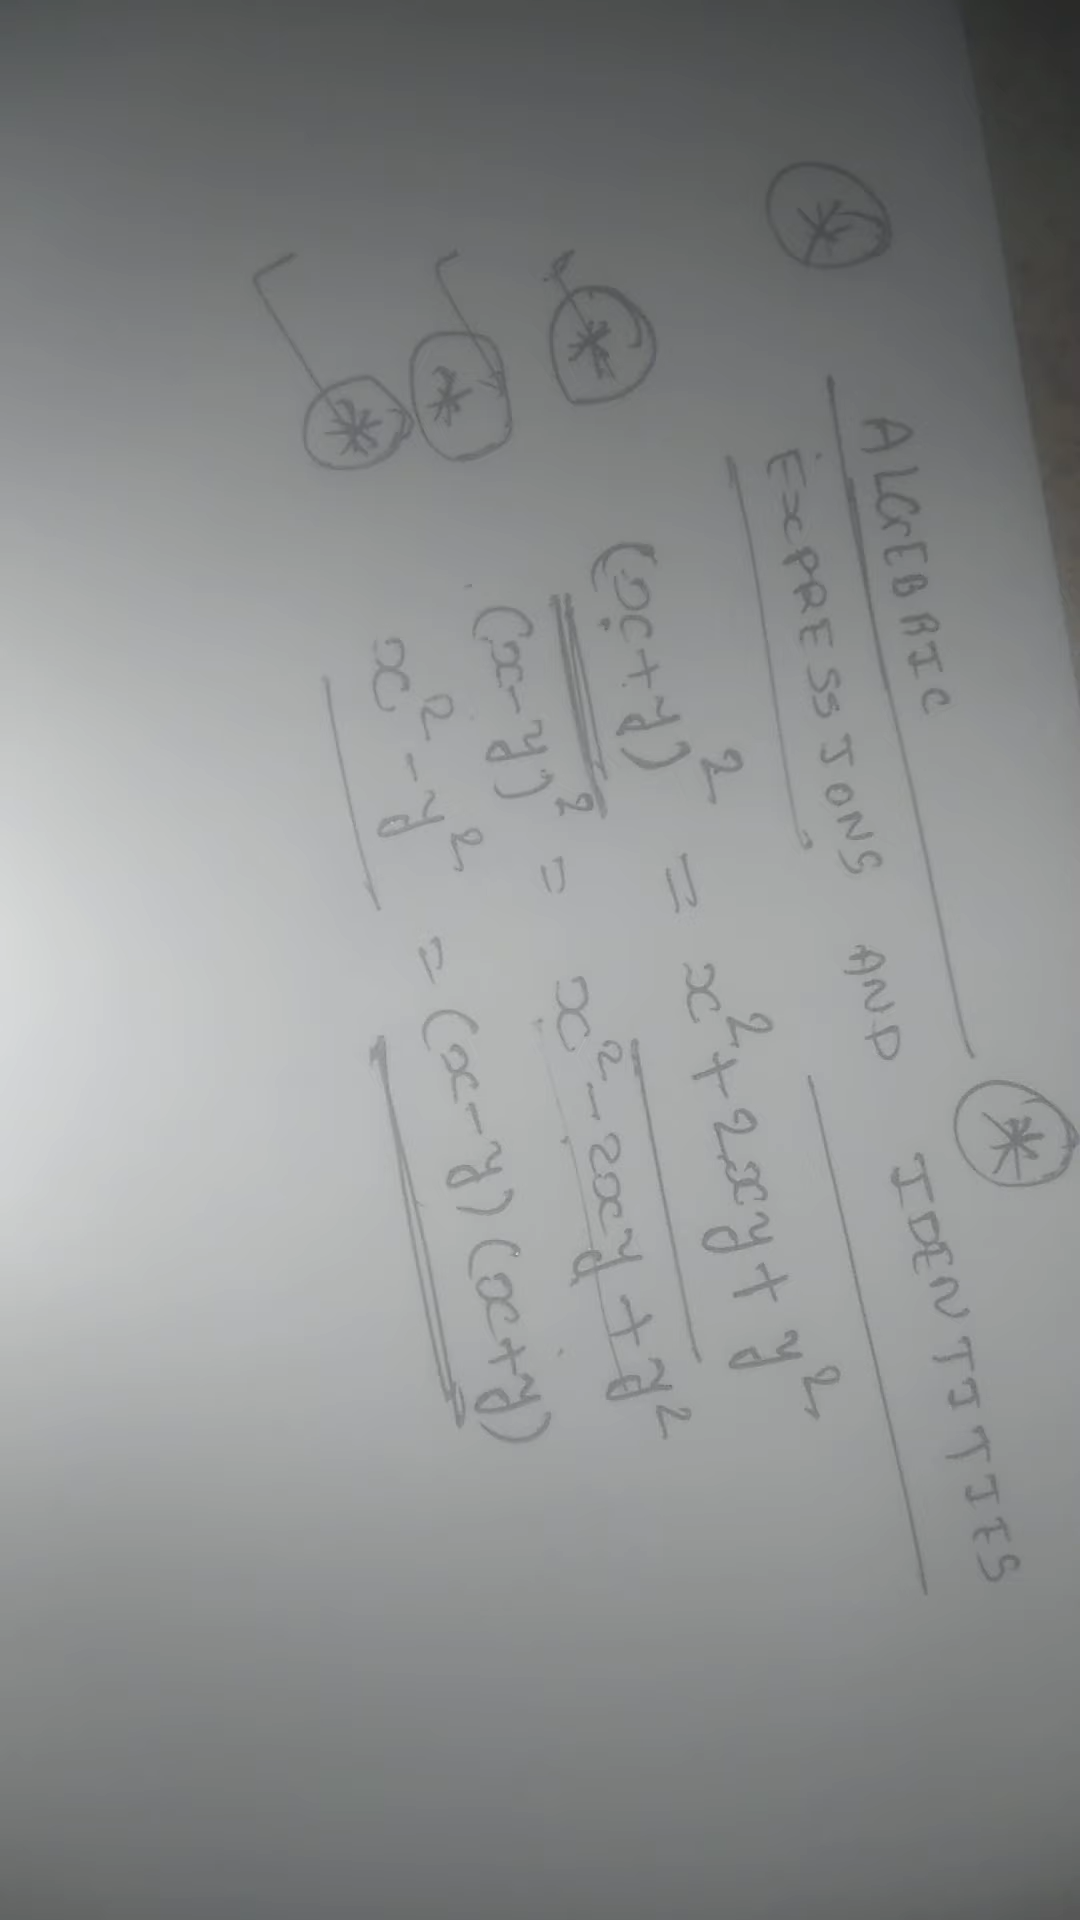 ALGEBRAIC
EXPRESSIONS AND IDENTITIES
(x+y)² = x²+2xy+y²
(x-y)² = x²-2xy+y²
x²-y² = (x-y)(x+y)